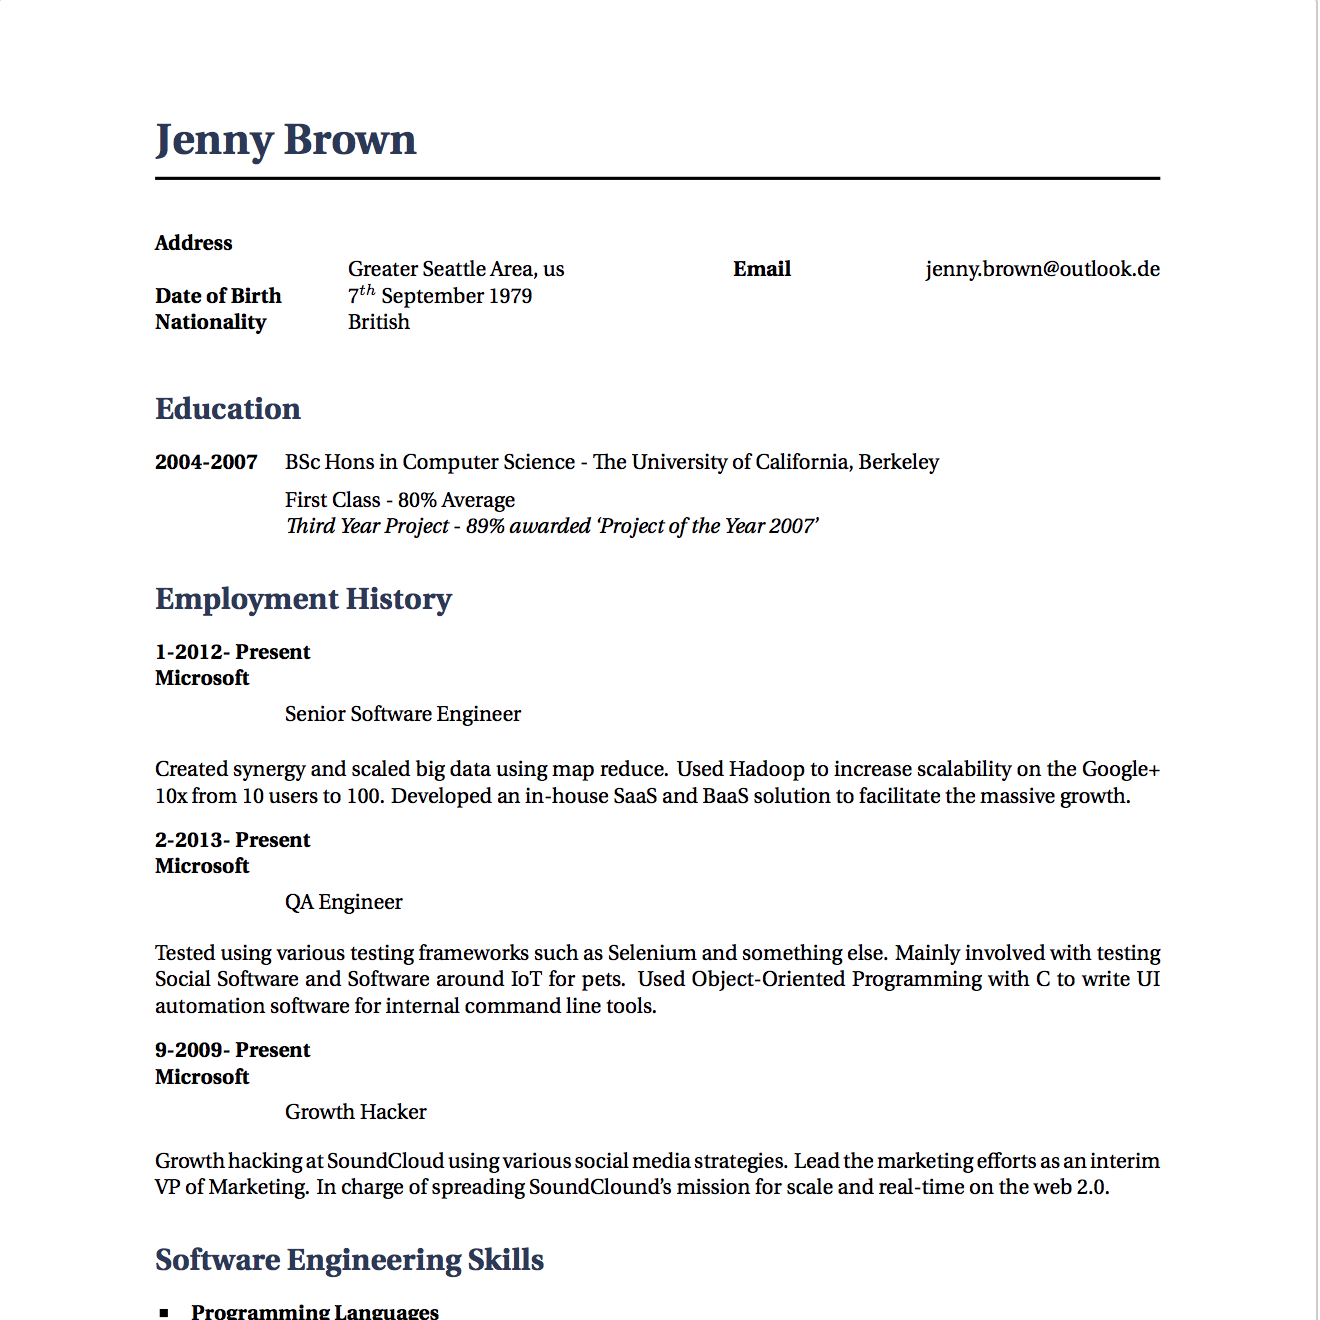 Jenny Brown
Address
Greater Seattle Area, us Email jenny.brown@outlook.de
Date of Birth 7th September 1979
Nationality British
Education
2004-2007 BSc Hons in Computer Science - The University of California, Berkeley
First Class - 80% Average
Third Year Project - 89% awarded ‘Project of the Year 2007’
Employment History
1-2012- Present
Microsoft
Senior Software Engineer
Created synergy and scaled big data using map reduce. Used Hadoop to increase scalability on the Google+
10x from 10 users to 100. Developed an in-house SaaS and BaaS solution to facilitate the massive growth.
2-2013- Present
Microsoft
QA Engineer
Tested using various testing frameworks such as Selenium and something else. Mainly involved with testing
Social Software and Software around IoT for pets. Used Object-Oriented Programming with C to write UI
automation software for internal command line tools.
9-2009- Present
Microsoft
Growth Hacker
Growth hacking at SoundCloud using various social media strategies. Lead the marketing efforts as an interim
VP of Marketing. In charge of spreading SoundClound’s mission for scale and real-time on the web 2.0.
Software Engineering Skills
▪ Programming Languages